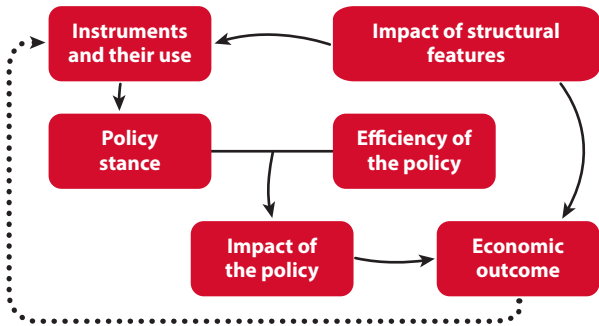 Instruments
and their use
Impact of structural
features
Policy
stance
Efficiency of
the policy
Impact of
the policy
Economic
outcome